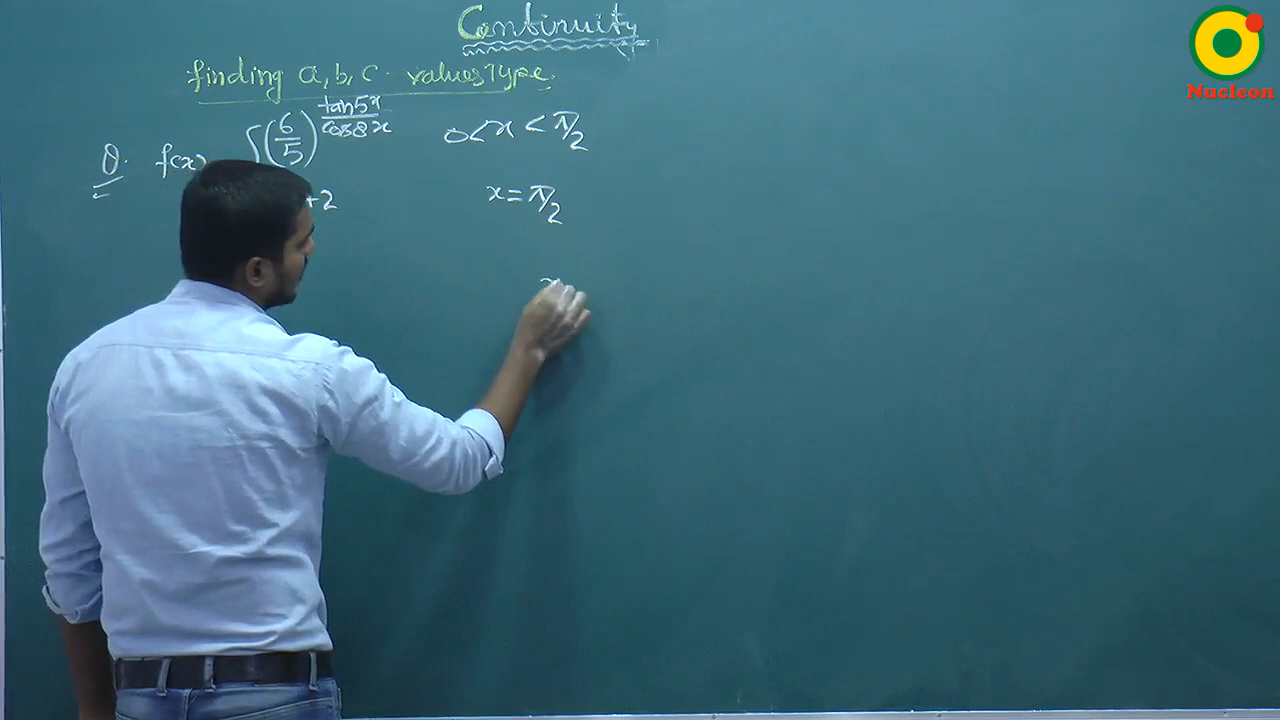 Continuity
finding a, b, c. values Type
Q. f(x) (6/5)^(tan5x/cos8x) 0<x<π/2
+2 x=π/2
x
Nucleon